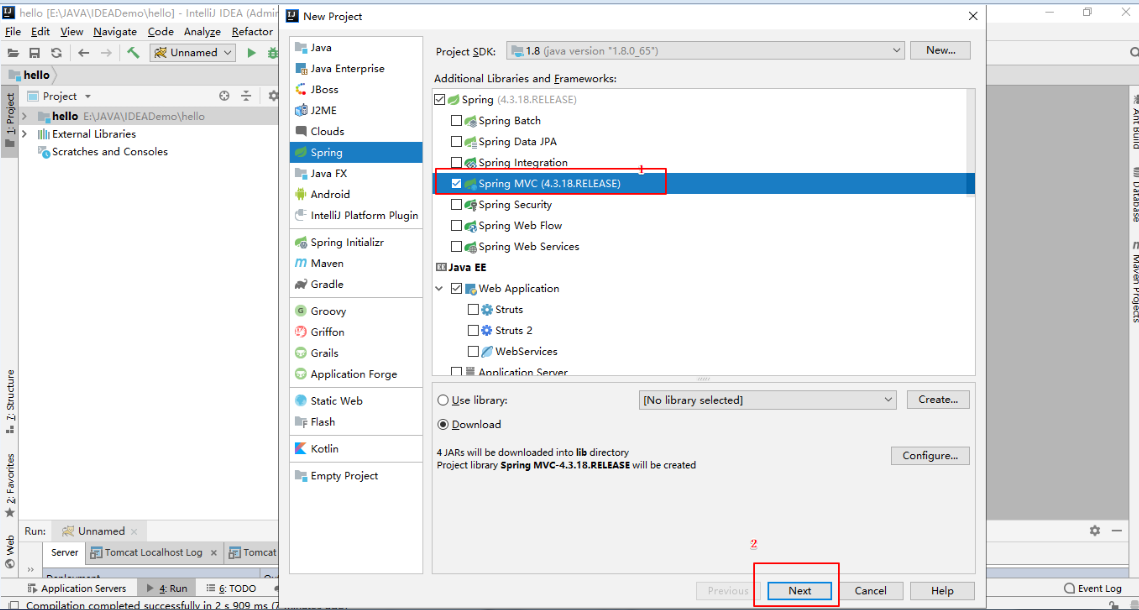 hello [E:\JAVA\IDEADemo\hello] - IntelliJ IDEA (Admin
File Edit View Navigate Code Analyze Refactor
Unnamed
hello
Project
hello E:\JAVA\IDEADemo\hello
External Libraries
Scratches and Consoles
1: Project
7: Structure
2: Favorites
Web
New Project
Java
Java Enterprise
JBoss
J2ME
Clouds
Spring
Java FX
Android
IntelliJ Platform Plugin
Spring Initializr
Maven
Gradle
Groovy
Griffon
Grails
Application Forge
Static Web
Flash
Kotlin
Empty Project
Project SDK: 1.8 (java version "1.8.0_65") New...
Additional Libraries and Frameworks:
Spring (4.3.18.RELEASE)
Spring Batch
Spring Data JPA
Spring Integration
1
Spring MVC (4.3.18.RELEASE)
Spring Security
Spring Web Flow
Spring Web Services
Java EE
Web Application
Struts
Struts 2
WebServices
Application Server
Use library: [No library selected] Create...
Download
4 JARs will be downloaded into lib directory
Project library Spring MVC-4.3.18.RELEASE will be created
Configure...
2
Previous Next Cancel Help
Ant Build
Database
Maven Projects
Run: Unnamed
Server Tomcat Localhost Log Tomcat
Deployment
Application Servers 4: Run 6: TODO
Event Log
Compilation completed successfully in 2 s 909 ms